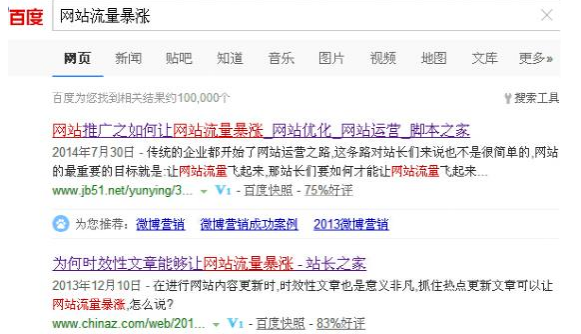 百度 网站流量暴涨
网页 新闻 贴吧 知道 音乐 图片 视频 地图 文库 更多»
百度为您找到相关结果约100,000个 搜索工具
网站推广之如何让网站流量暴涨_网站优化_网站运营_脚本之家
2014年7月30日 - 传统的企业都开始了网站运营之路,这条路对站长们来说也不是很简单的,网站
的最重要的目标就是:让网站流量飞起来,那站长们要如何才能让网站流量飞起来...
www.jb51.net/yunying/3... V1 - 百度快照 - 75%好评
为您推荐: 微博营销 微博营销成功案例 2013微博营销
为何时效性文章能够让网站流量暴涨 - 站长之家
2013年12月10日 - 在进行网站内容更新时,时效性文章也是意义非凡,抓住热点更新文章可以让
网站流量暴涨,怎么说?
www.chinaz.com/web/201... V1 - 百度快照 - 83%好评